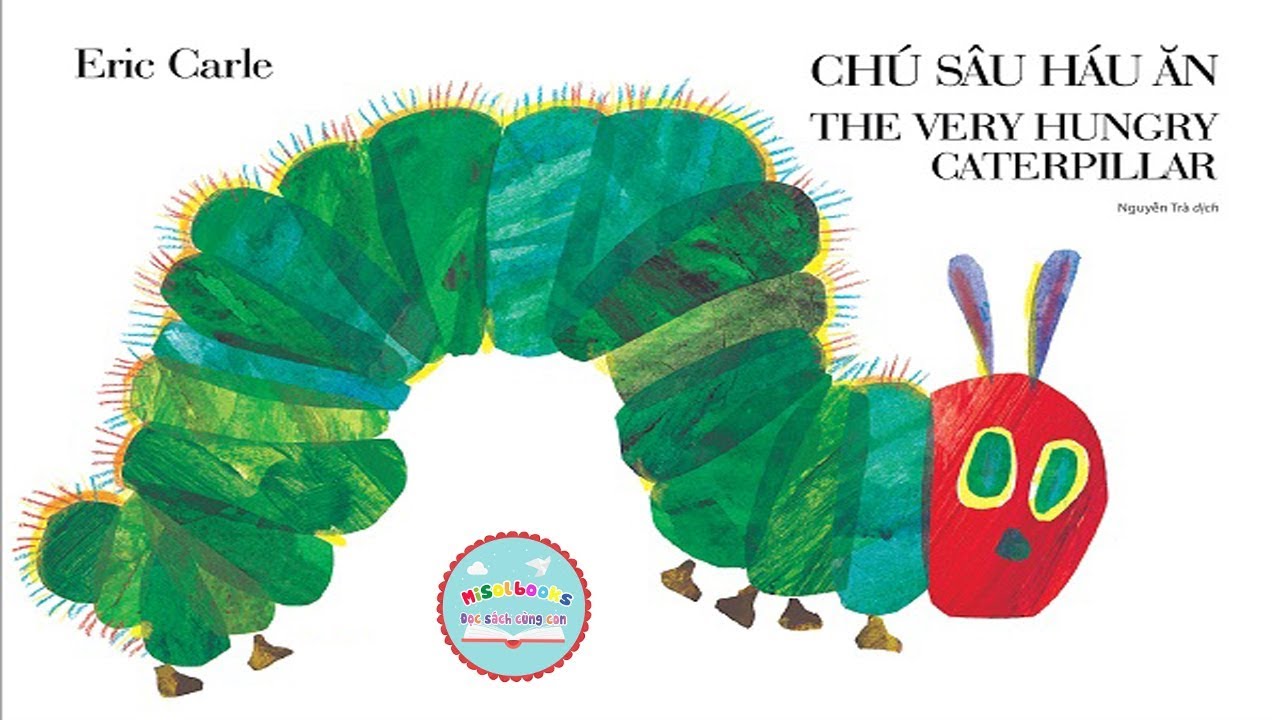 Eric Carle
CHÚ SÂU HÁU ĂN
THE VERY HUNGRY
CATERPILLAR
Nguyễn Trà dịch
MiSolbooks
Đọc sách cùng con